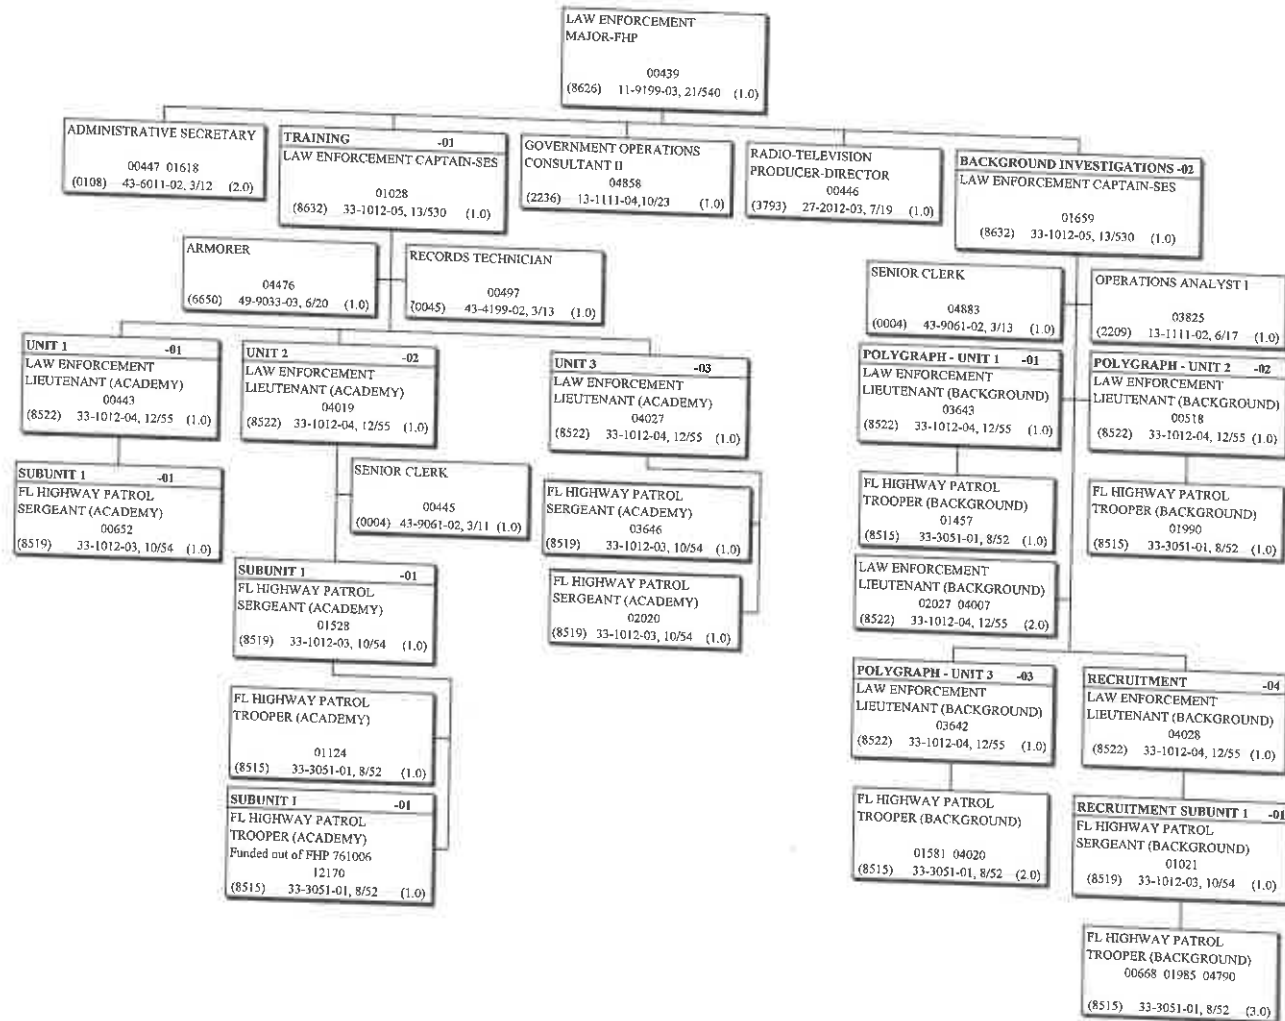 LAW ENFORCEMENT
MAJOR-FHP
00439
(8626) 11-9199-03, 21/540 (1.0)
ADMINISTRATIVE SECRETARY
00447 01618
(0108) 43-6011-02, 3/12 (2.0)
TRAINING -01
LAW ENFORCEMENT CAPTAIN-SES
01028
(8632) 33-1012-05, 13/530 (1.0)
GOVERNMENT OPERATIONS
CONSULTANT II
04858
(2236) 13-1111-04,10/23 (1.0)
RADIO-TELEVISION
PRODUCER-DIRECTOR
00446
(3793) 27-2012-03, 7/19 (1.0)
BACKGROUND INVESTIGATIONS -02
LAW ENFORCEMENT CAPTAIN-SES
01659
(8632) 33-1012-05, 13/530 (1.0)
ARMORER
04476
(6650) 49-9033-03, 6/20 (1.0)
RECORDS TECHNICIAN
00497
(0045) 43-4199-02, 3/13 (1.0)
SENIOR CLERK
04883
(0004) 43-9061-02, 3/13 (1.0)
OPERATIONS ANALYST I
03825
(2209) 13-1111-02, 6/17 (1.0)
UNIT 1 -01
LAW ENFORCEMENT
LIEUTENANT (ACADEMY)
00443
(8522) 33-1012-04, 12/55 (1.0)
UNIT 2 -02
LAW ENFORCEMENT
LIEUTENANT (ACADEMY)
04019
(8522) 33-1012-04, 12/55 (1.0)
UNIT 3 -03
LAW ENFORCEMENT
LIEUTENANT (ACADEMY)
04027
(8522) 33-1012-04, 12/55 (1.0)
POLYGRAPH - UNIT 1 -01
LAW ENFORCEMENT
LIEUTENANT (BACKGROUND)
03643
(8522) 33-1012-04, 12/55 (1.0)
POLYGRAPH - UNIT 2 -02
LAW ENFORCEMENT
LIEUTENANT (BACKGROUND)
00518
(8522) 33-1012-04, 12/55 (1.0)
SUBUNIT 1 -01
FL HIGHWAY PATROL
SERGEANT (ACADEMY)
00652
(8519) 33-1012-03, 10/54 (1.0)
SENIOR CLERK
00445
(0004) 43-9061-02, 3/11 (1.0)
FL HIGHWAY PATROL
SERGEANT (ACADEMY)
03646
(8519) 33-1012-03, 10/54 (1.0)
FL HIGHWAY PATROL
TROOPER (BACKGROUND)
01457
(8515) 33-3051-01, 8/52 (1.0)
FL HIGHWAY PATROL
TROOPER (BACKGROUND)
01990
(8515) 33-3051-01, 8/52 (1.0)
SUBUNIT 1 -01
FL HIGHWAY PATROL
SERGEANT (ACADEMY)
01528
(8519) 33-1012-03, 10/54 (1.0)
FL HIGHWAY PATROL
SERGEANT (ACADEMY)
02020
(8519) 33-1012-03, 10/54 (1.0)
LAW ENFORCEMENT
LIEUTENANT (BACKGROUND)
02027 04007
(8522) 33-1012-04, 12/55 (2.0)
FL HIGHWAY PATROL
TROOPER (ACADEMY)
01124
(8515) 33-3051-01, 8/52 (1.0)
POLYGRAPH - UNIT 3 -03
LAW ENFORCEMENT
LIEUTENANT (BACKGROUND)
03642
(8522) 33-1012-04, 12/55 (1.0)
RECRUITMENT -04
LAW ENFORCEMENT
LIEUTENANT (BACKGROUND)
04028
(8522) 33-1012-04, 12/55 (1.0)
SUBUNIT 1 -01
FL HIGHWAY PATROL
TROOPER (ACADEMY)
Funded out of FHP 761006
12170
(8515) 33-3051-01, 8/52 (1.0)
FL HIGHWAY PATROL
TROOPER (BACKGROUND)
01581 04020
(8515) 33-3051-01, 8/52 (2.0)
RECRUITMENT SUBUNIT 1 -01
FL HIGHWAY PATROL
SERGEANT (BACKGROUND)
01021
(8519) 33-1012-03, 10/54 (1.0)
FL HIGHWAY PATROL
TROOPER (BACKGROUND)
00668 01985 04790
(8515) 33-3051-01, 8/52 (3.0)